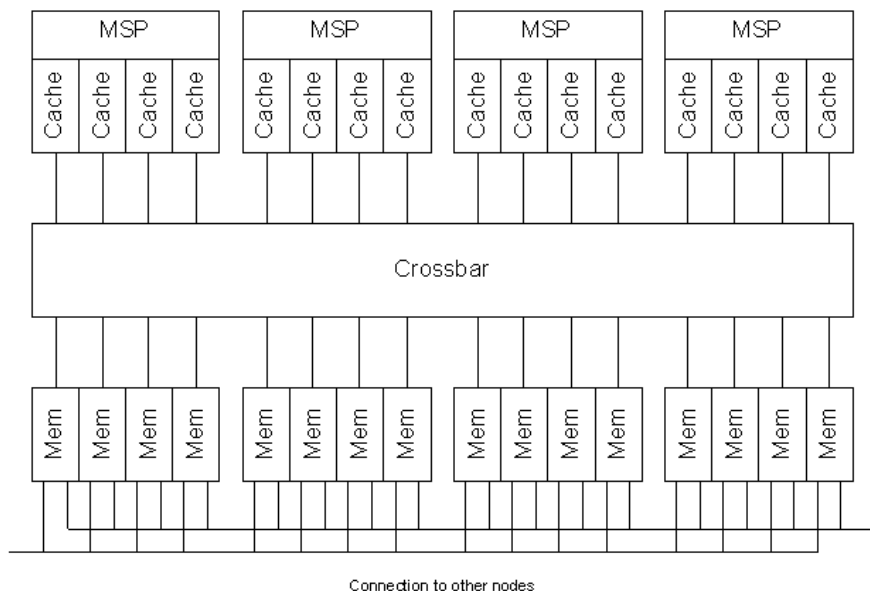 MSP MSP MSP MSP
Cache Cache Cache Cache Cache Cache Cache Cache Cache Cache Cache Cache Cache Cache Cache Cache
Crossbar
Mem Mem Mem Mem Mem Mem Mem Mem Mem Mem Mem Mem Mem Mem Mem Mem
Connection to other nodes